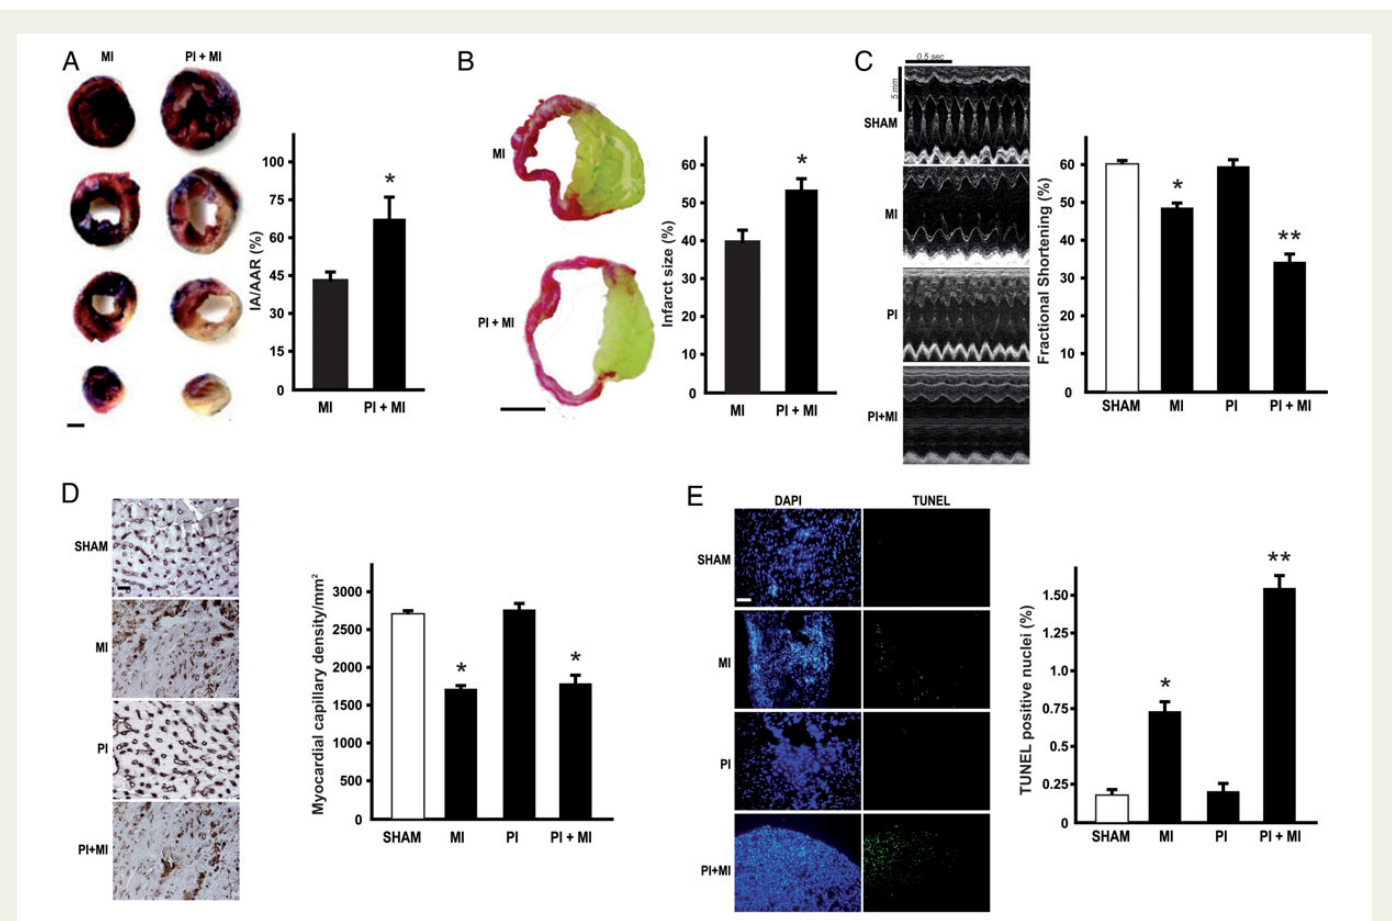 A
MI
PI + MI
IA/AAR (%)
100
75
60
45
30
15
0
*
MI
PI + MI
B
MI
PI + MI
Infarct size (%)
60
50
40
30
20
10
0
*
MI
PI + MI
C
0.5 sec
5 mm
SHAM
MI
PI
PI+MI
Fractional Shortening (%)
60
50
40
30
20
10
0
*
**
SHAM
MI
PI
PI + MI
D
SHAM
MI
PI
PI+MI
Myocardial capillary density/mm²
3000
2500
2000
1500
1000
500
0
*
*
SHAM
MI
PI
PI + MI
E
DAPI
TUNEL
SHAM
MI
PI
PI+MI
TUNEL positive nuclei (%)
1.50
1.25
1.0
0.75
0.5
0.25
0
*
**
SHAM
MI
PI
PI + MI